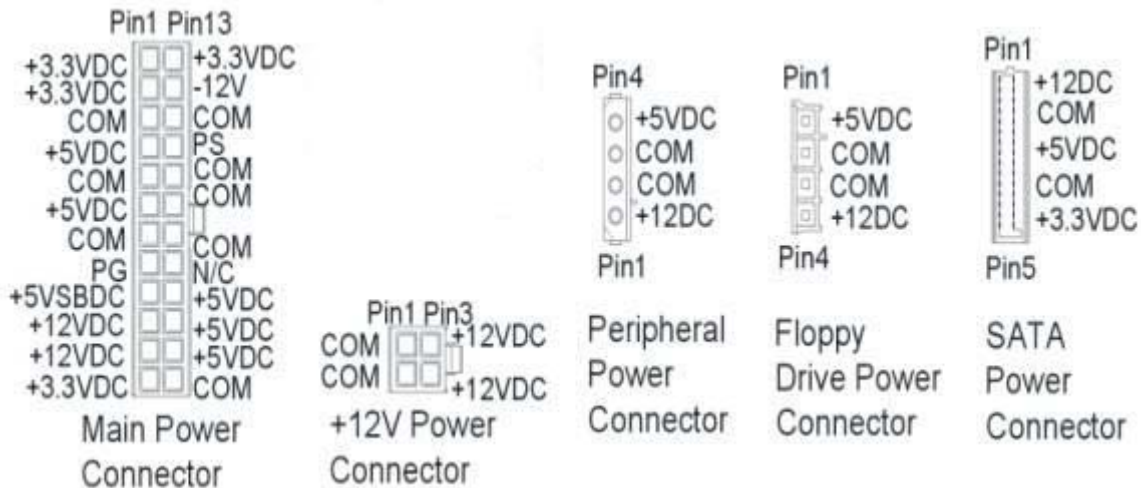 Pin1 Pin13
+3.3VDC +3.3VDC
+3.3VDC -12V
COM COM
+5VDC PS
COM COM
+5VDC COM
COM COM
PG N/C
+5VSBDC +5VDC
+12VDC +5VDC
+12VDC +5VDC
+3.3VDC COM
Main Power
Connector
Pin1 Pin3
COM +12VDC
COM +12VDC
+12V Power
Connector
Pin4
+5VDC
COM
COM
+12DC
Pin1
Peripheral
Power
Connector
Pin1
+5VDC
COM
COM
+12DC
Pin4
Floppy
Drive Power
Connector
Pin1
+12DC
COM
+5VDC
COM
+3.3VDC
Pin5
SATA
Power
Connector